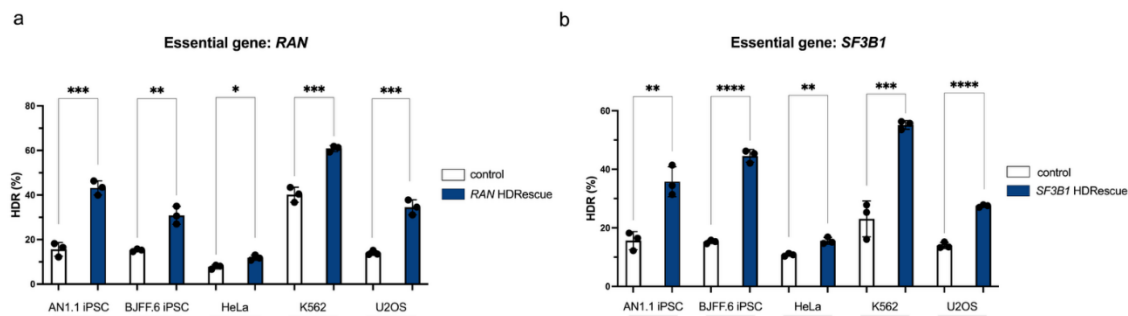 a
Essential gene: RAN
*** ** * *** ***
80
60
40
20
0
HDR (%)
AN1.1 iPSC BJFF.6 iPSC HeLa K562 U2OS
control
RAN HDRescue
b
Essential gene: SF3B1
** **** ** *** ****
60
40
20
0
HDR (%)
AN1.1 iPSC BJFF.6 iPSC HeLa K562 U2OS
control
SF3B1 HDRescue